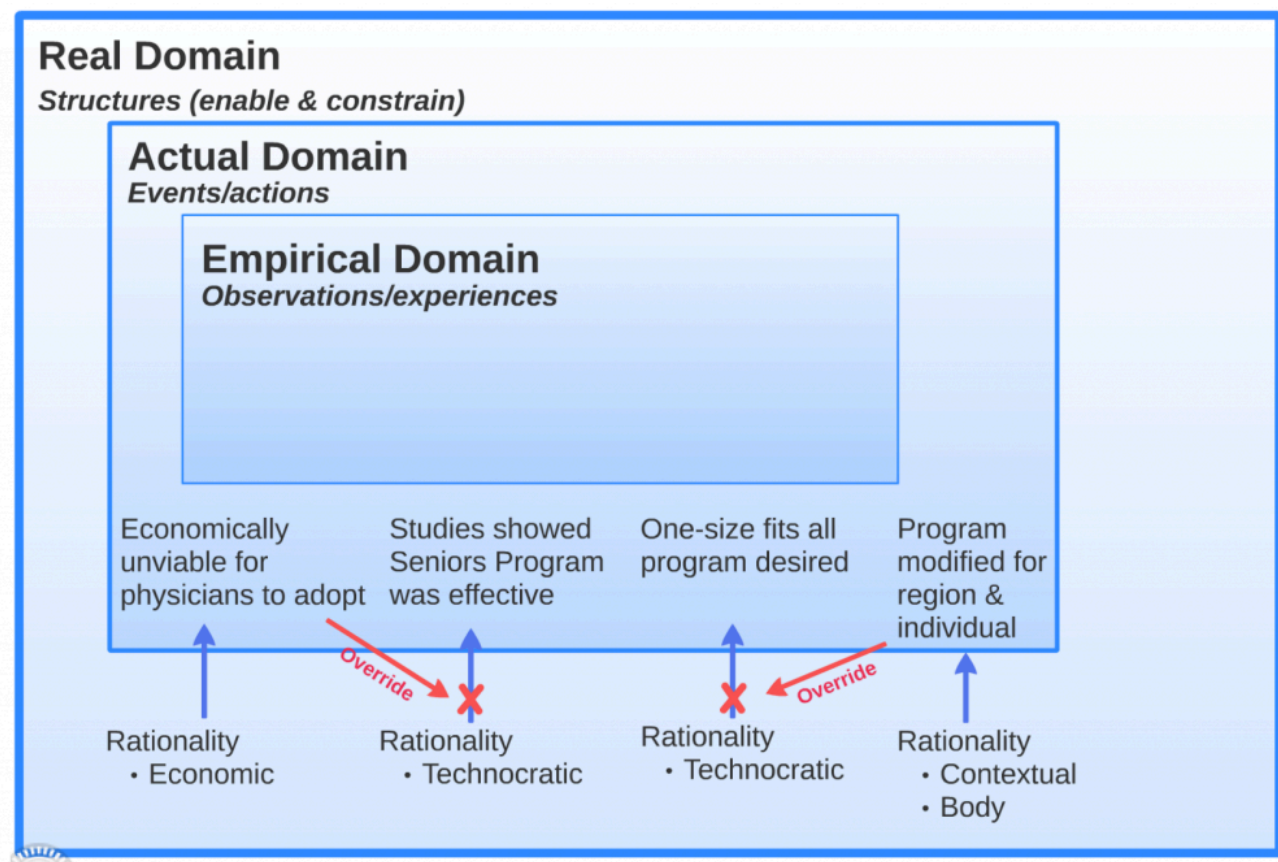 Real Domain
Structures (enable & constrain)
Actual Domain
Events/actions
Empirical Domain
Observations/experiences
Economically
unviable for
physicians to adopt
Studies showed
Seniors Program
was effective
One-size fits all
program desired
Program
modified for
region &
individual
Override
Override
Rationality
• Economic
Rationality
• Technocratic
Rationality
• Technocratic
Rationality
• Contextual
• Body